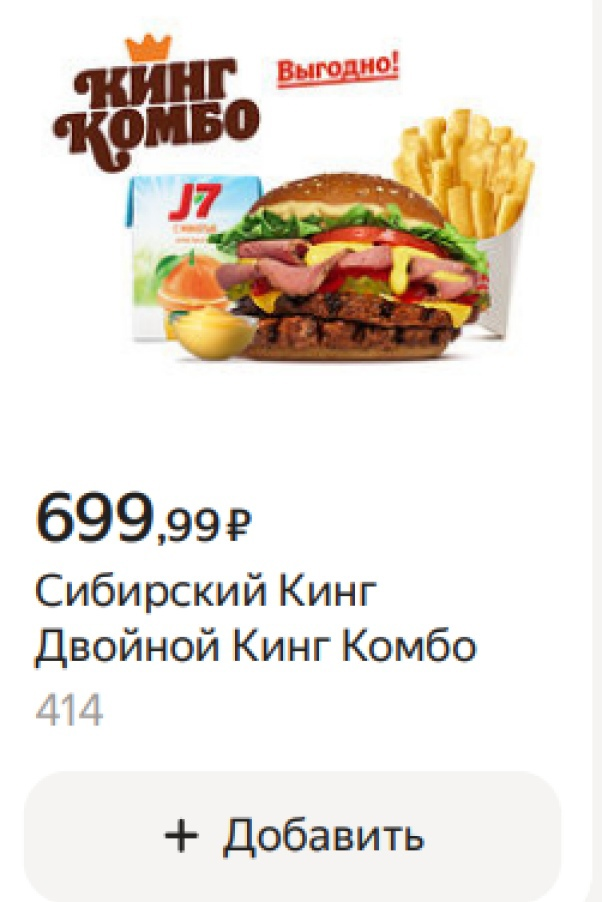 КИНГ
КОМБО
Выгодно!
J7
699,99 ₽
Сибирский Кинг
Двойной Кинг Комбо
414
+ Добавить